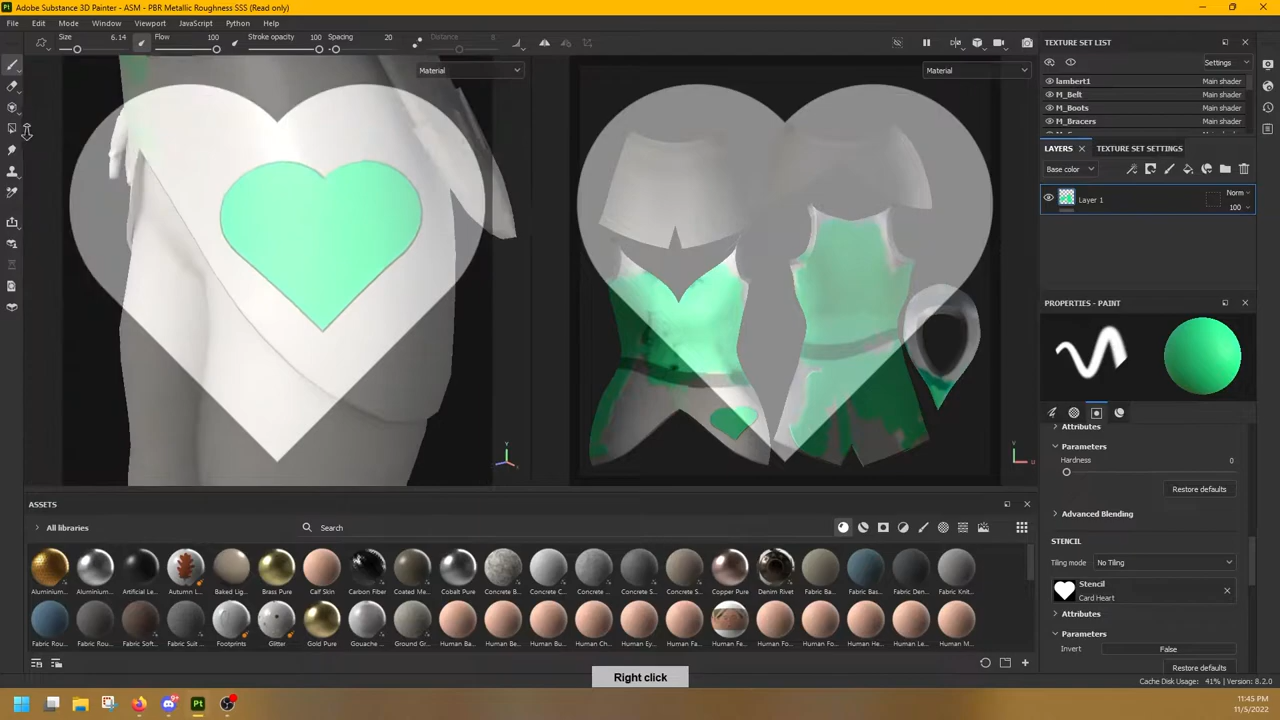 Adobe Substance 3D Painter - ASM - PBR Metallic Roughness SSS (Read only)
File Edit Mode Window Viewport JavaScript Python Help
Size 6.14 Flow 100 Stroke opacity 100 Spacing 20 Distance 8
Material
Material
TEXTURE SET LIST
Settings
lambert1 Main shader
M_Belt Main shader
M_Boots Main shader
M_Bracers Main shader
LAYERS TEXTURE SET SETTINGS
Base color
Layer 1 Norm
100
PROPERTIES - PAINT
Attributes
Parameters
Hardness 0
Restore defaults
Advanced Blending
STENCIL
Tiling mode No Tiling
Stencil
Card Heart
Attributes
Parameters
Invert False
Restore defaults
ASSETS
All libraries Search
Aluminium... Aluminium... Artificial Le... Autumn L... Baked Lig... Brass Pure Calf Skin Carbon Fiber Coated Me... Cobalt Pure Concrete B... Concrete C... Concrete ... Concrete S... Copper Pure Denim Rivet Fabric Ba... Fabric Bas... Fabric Den... Fabric Knit...
Fabric Rou... Fabric Rou... Fabric Soft... Fabric Suit ... Footprints Glitter Gold Pure Gouache ... Ground Gr... Human Ba... Human Be... Human Bu... Human Ch... Human Ey... Human Fa... Human Fe... Human Fo... Human Fo... Human He... Human Le... Human M...
Right click
Cache Disk Usage: 41% | Version: 8.2.0
11:45 PM
11/5/2022